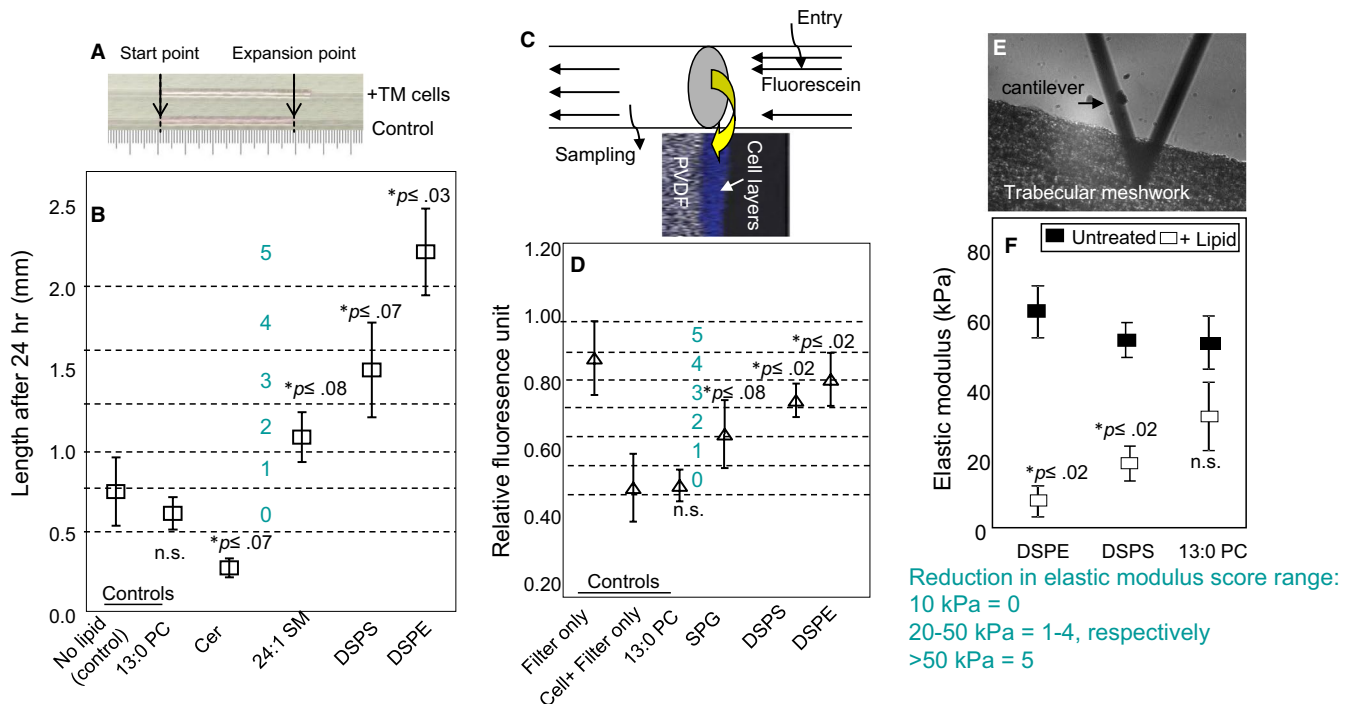 A
Start point
Expansion point
+TM cells
Control
B
Length after 24 hr (mm)
2.5
2.0
1.5
1.0
0.5
0.0
5
4
3
2
1
0
n.s.
*p≤ .07
*p≤ .08
*p≤ .07
*p≤ .03
Controls
No lipid
(control)
13:0 PC
Cer
24:1 SM
DSPS
DSPE
C
Entry
Fluorescein
Sampling
PVDF
Cell layers
D
Relative fluorescence unit
1.20
1.00
0.80
0.60
0.40
0.20
5
4
3
2
1
0
n.s.
*p≤ .08
*p≤ .02
*p≤ .02
Controls
Filter only
Cell+ Filter only
13:0 PC
SPG
DSPS
DSPE
E
cantilever
Trabecular meshwork
F
Untreated
+ Lipid
Elastic modulus (kPa)
80
60
40
20
0
*p≤ .02
*p≤ .02
n.s.
DSPE
DSPS
13:0 PC
Reduction in elastic modulus score range:
10 kPa = 0
20-50 kPa = 1-4, respectively
>50 kPa = 5